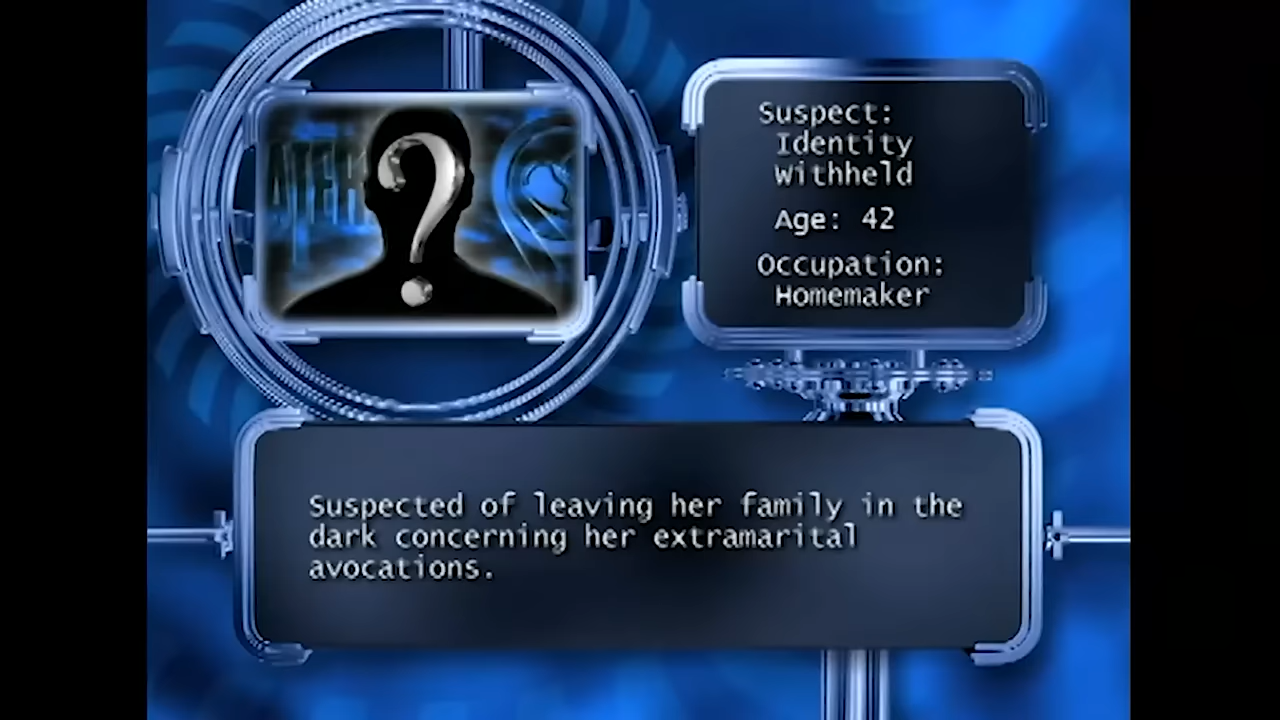 Suspect:
Identity
Withheld
Age: 42
Occupation:
Homemaker
Suspected of leaving her family in the
dark concerning her extramarital
avocations.